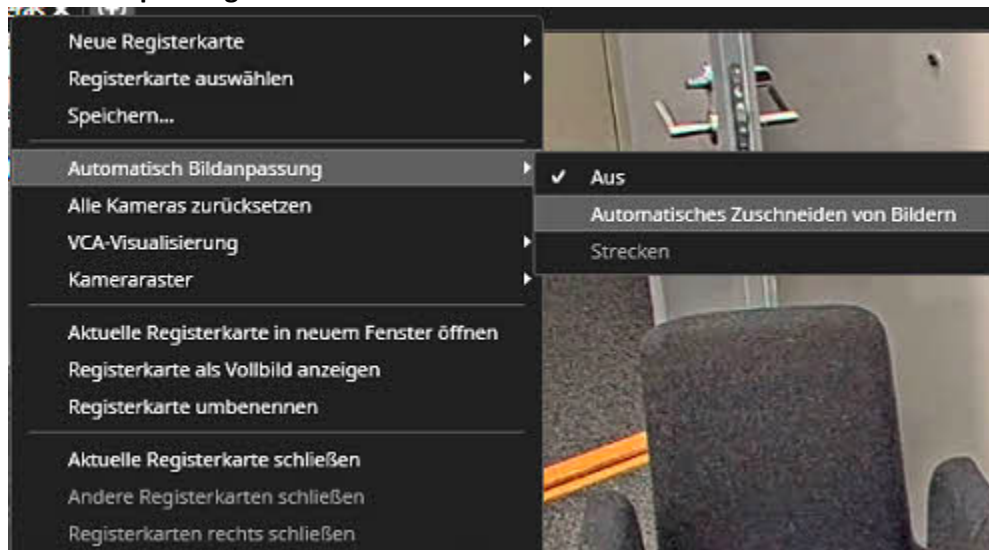 Neue Registerkarte
Registerkarte auswählen
Speichern...
Automatisch Bildanpassung
Aus
Automatisches Zuschneiden von Bildern
Strecken
Alle Kameras zurücksetzen
VCA-Visualisierung
Kameraraster
Aktuelle Registerkarte in neuem Fenster öffnen
Registerkarte als Vollbild anzeigen
Registerkarte umbenennen
Aktuelle Registerkarte schließen
Andere Registerkarten schließen
Registerkarten rechts schließen